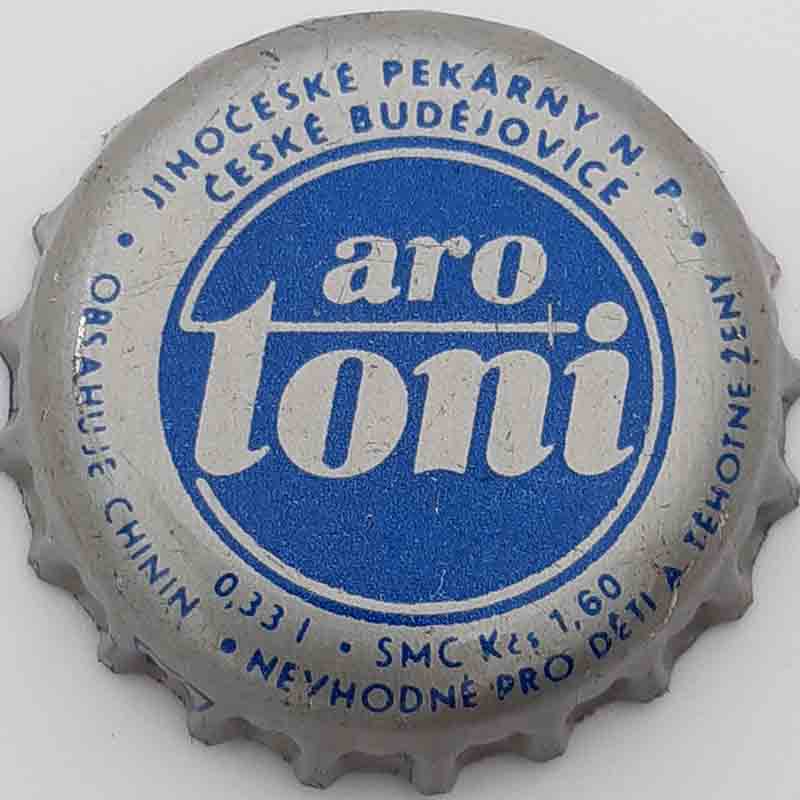 JIHOČESKÉ PEKÁRNY N. P.
ČESKÉ BUDĚJOVICE
aro
toni
0,33 l • SMC Kčs 1,60
• OBSAHUJE CHININ • NEVHODNÉ PRO DĚTI A TĚHOTNÉ ŽENY •